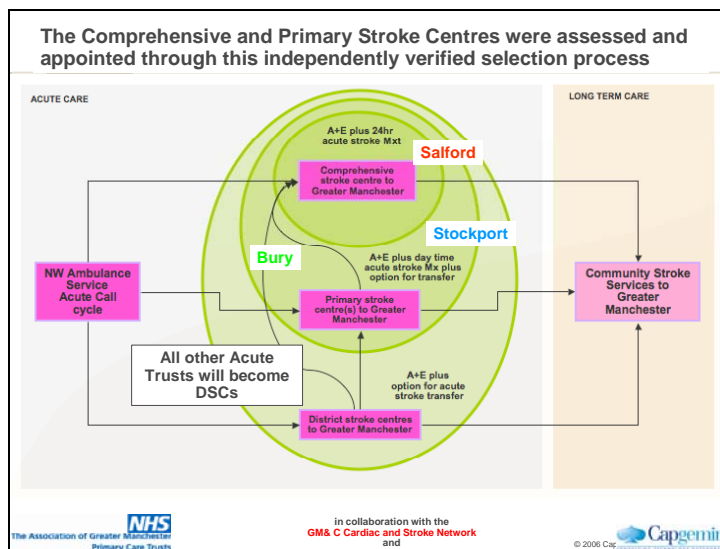 The Comprehensive and Primary Stroke Centres were assessed and
appointed through this independently verified selection process
ACUTE CARE
LONG TERM CARE
A+E plus 24hr
acute stroke Mxt
Salford
Comprehensive
stroke centre to
Greater Manchester
Stockport
Bury
A+E plus day time
acute stroke Mx plus
option for transfer
NW Ambulance
Service
Acute Call
cycle
Primary stroke
centre(s) to Greater
Manchester
Community Stroke
Services to
Greater
Manchester
All other Acute
Trusts will become
DSCs
A+E plus
option for acute
stroke transfer
District stroke centres
to Greater Manchester
NHS
The Association of Greater Manchester
Primary Care Trusts
in collaboration with the
GM& C Cardiac and Stroke Network
and
© 2006 Cap
Capgemini